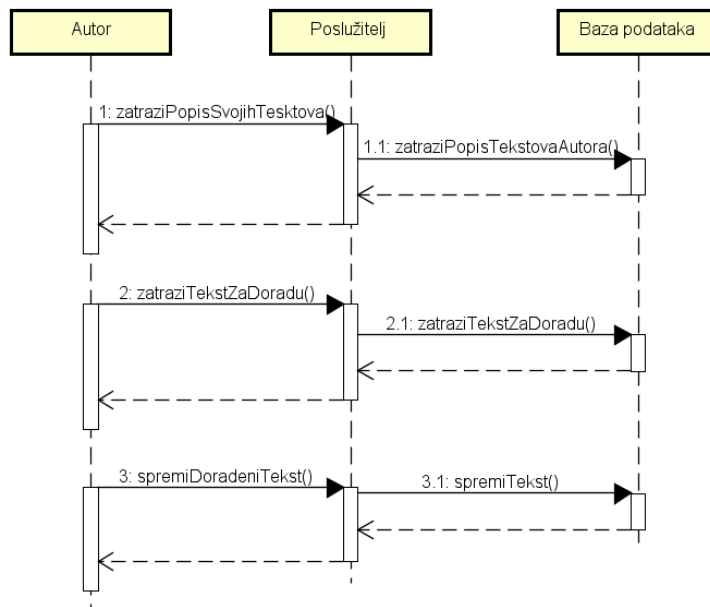 Autor
Poslužitelj
Baza podataka
1: zatraziPopisSvojihTesktova()
1.1: zatraziPopisTekstovaAutora()
2: zatraziTekstZaDoradu()
2.1: zatraziTekstZaDoradu()
3: spremiDoradeniTekst()
3.1: spremiTekst()